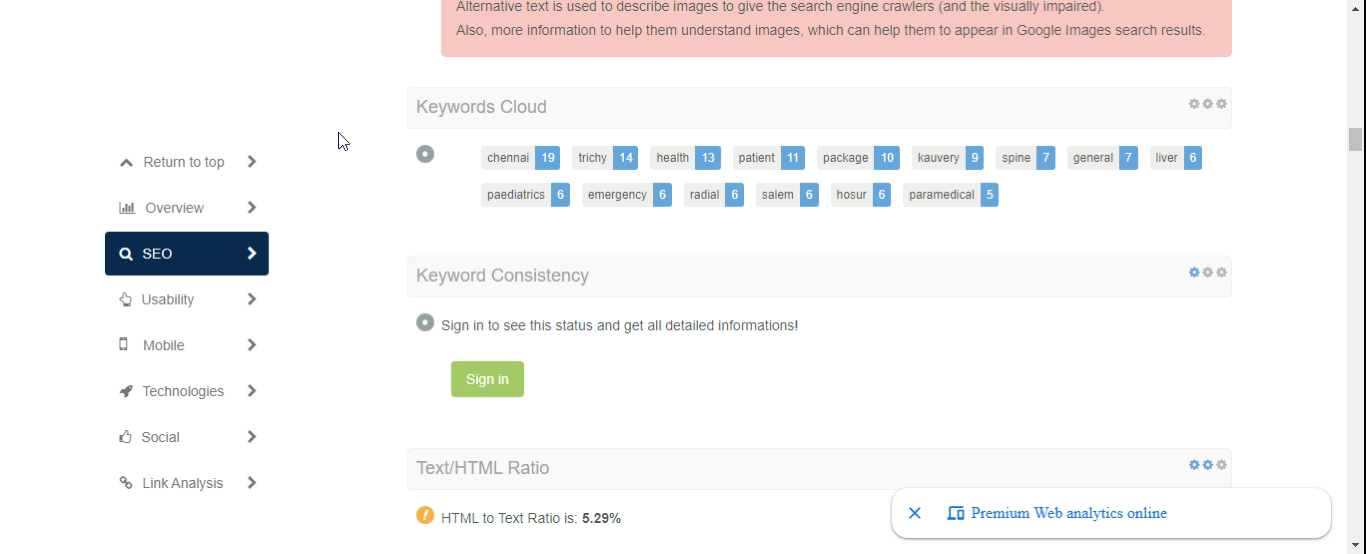 Alternative text is used to describe images to give the search engine crawlers (and the visually impaired).
Also, more information to help them understand images, which can help them to appear in Google Images search results.
Keywords Cloud
chennai 19 trichy 14 health 13 patient 11 package 10 kauvery 9 spine 7 general 7 liver 6
paediatrics 6 emergency 6 radial 6 salem 6 hosur 6 paramedical 5
Return to top
Overview
SEO
Usability
Mobile
Technologies
Social
Link Analysis
Keyword Consistency
Sign in to see this status and get all detailed informations!
Sign in
Text/HTML Ratio
HTML to Text Ratio is: 5.29%
Premium Web analytics online